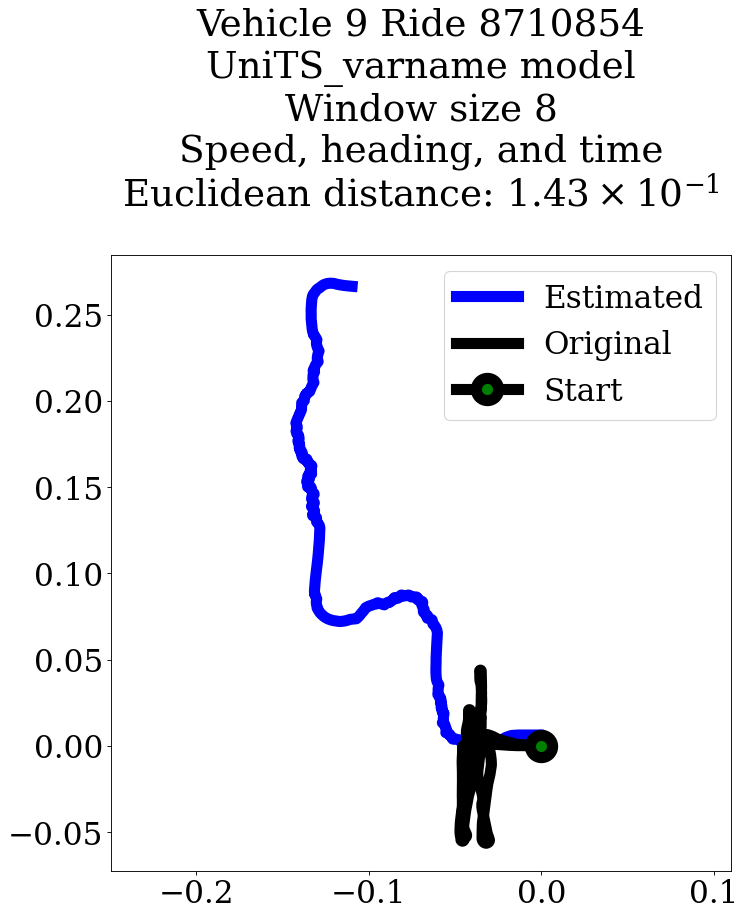 Vehicle 9 Ride 8710854
UniTS_varname model
Window size 8
Speed, heading, and time
Euclidean distance: 1.43 × 10⁻¹
Estimated
Original
Start
0.25
0.20
0.15
0.10
0.05
0.00
−0.05
−0.2
−0.1
0.0
0.1